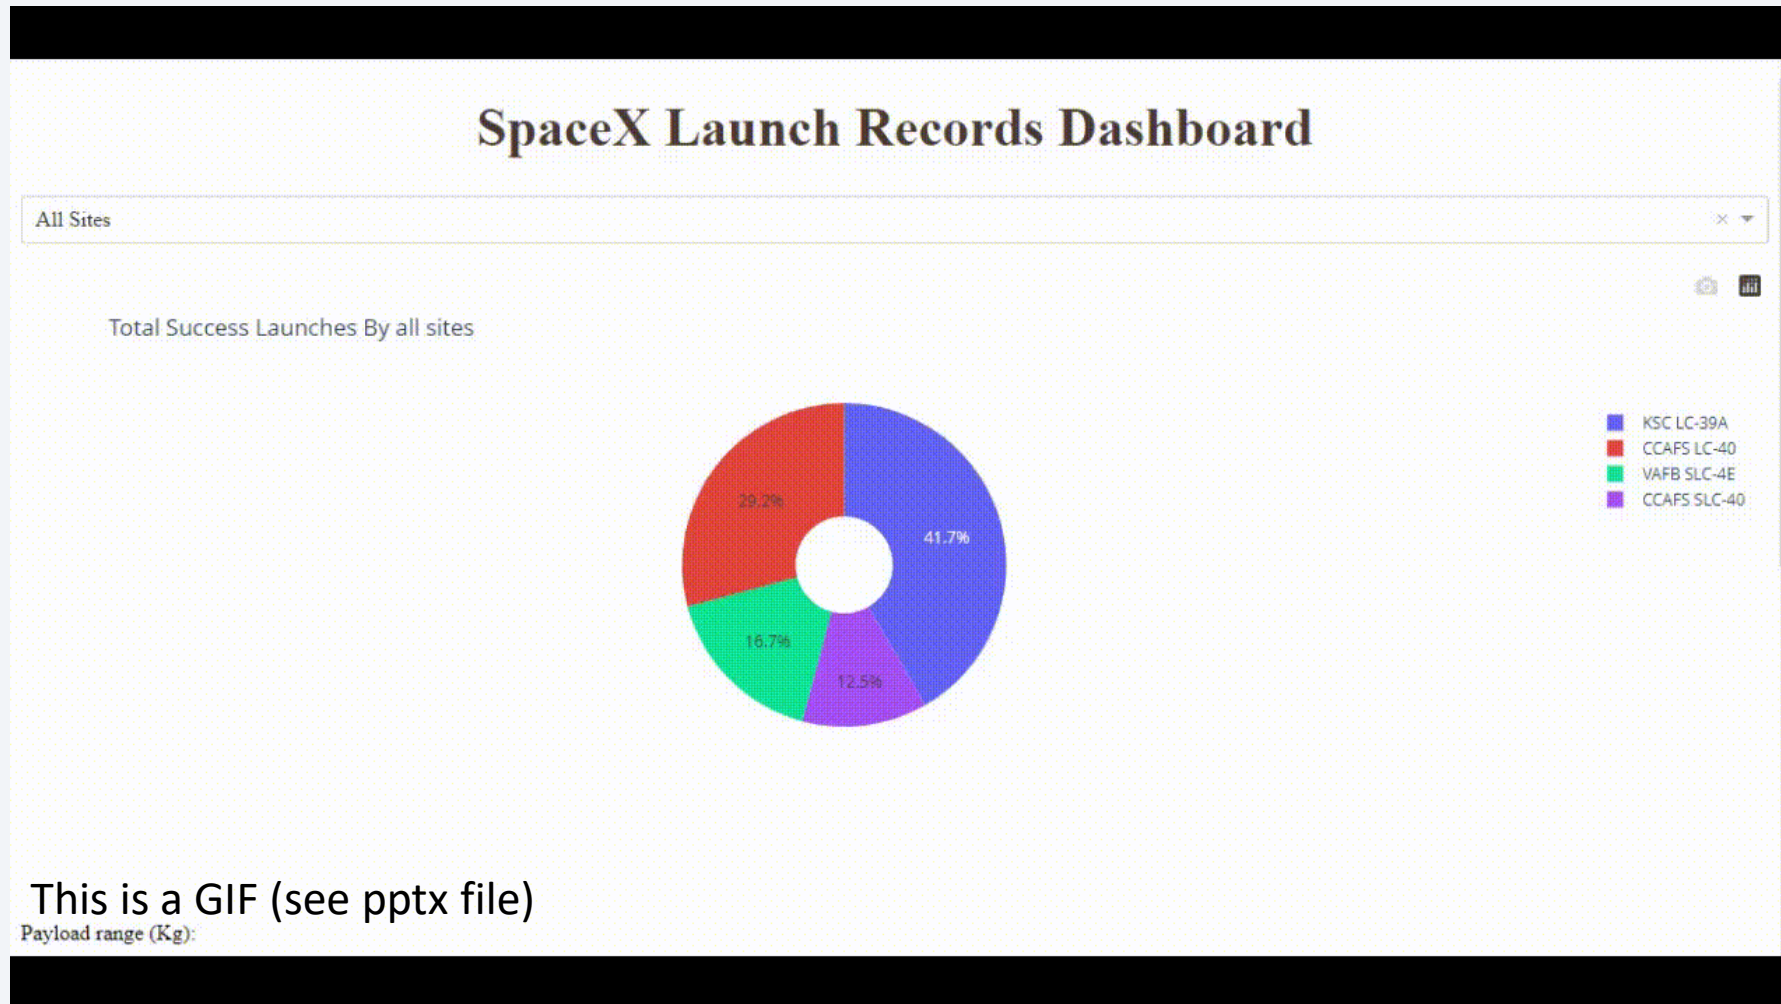 SpaceX Launch Records Dashboard
All Sites
Total Success Launches By all sites
KSC LC-39A
CCAFS LC-40
VAFB SLC-4E
CCAFS SLC-40
29.2%
41.7%
16.7%
12.5%
This is a GIF (see pptx file)
Payload range (Kg):